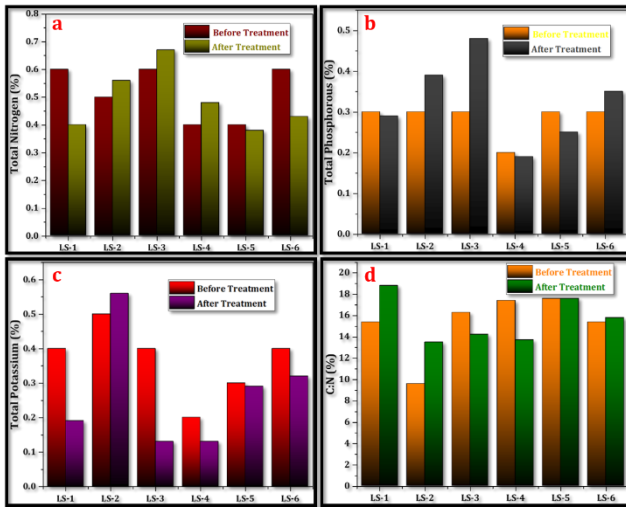 a
Before Treatment
After Treatment
Total Nitrogen (%)
0.8
0.7
0.6
0.5
0.4
0.3
0.2
0.1
0.0
LS-1 LS-2 LS-3 LS-4 LS-5 LS-6
b
Before Treatment
After Treatment
Total Phosphorous (%)
0.5
0.4
0.3
0.2
0.1
0.0
LS-1 LS-2 LS-3 LS-4 LS-5 LS-6
c
Before Treatment
After Treatment
Total Potassium (%)
0.6
0.5
0.4
0.3
0.2
0.1
0.0
LS-1 LS-2 LS-3 LS-4 LS-5 LS-6
d
Before Treatment
After Treatment
C:N (%)
20
18
16
14
12
10
8
6
4
2
0
LS-1 LS-2 LS-3 LS-4 LS-5 LS-6